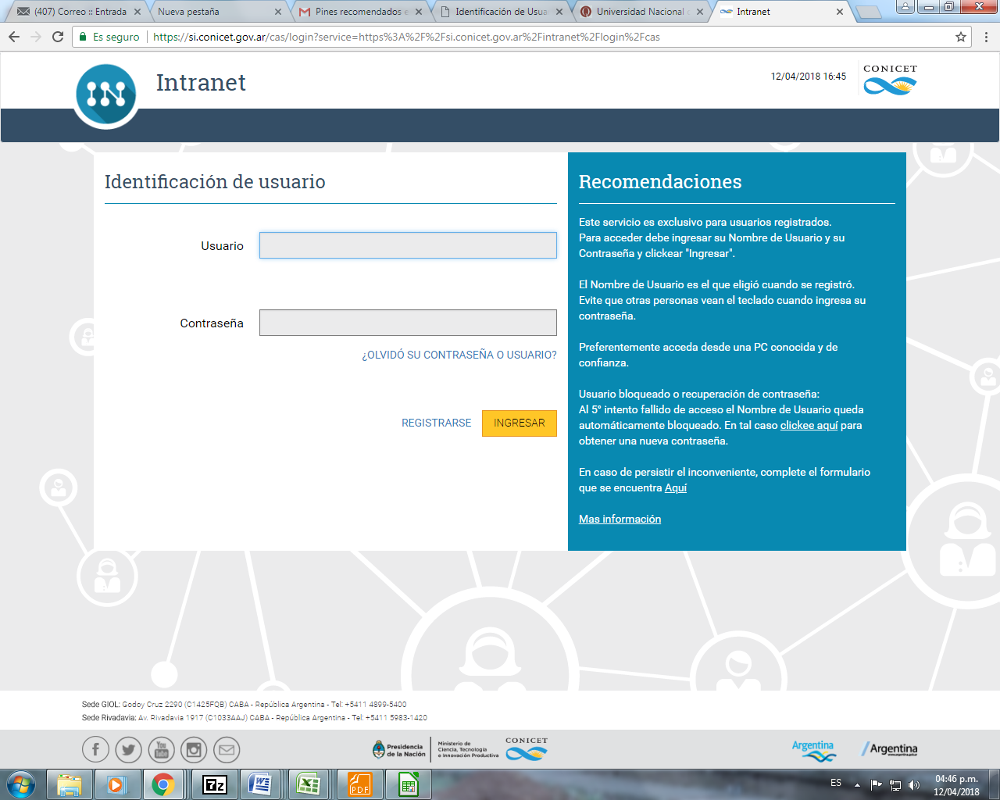 (407) Correo :: Entrada
Nueva pestaña
Pines recomendados e
Identificación de Usua
Universidad Nacional
Intranet
Es seguro
https://si.conicet.gov.ar/cas/login?service=https%3A%2F%2Fsi.conicet.gov.ar%2Fintranet%2Flogin%2Fcas
IN
Intranet
12/04/2018 16:45
CONICET
Identificación de usuario
Usuario
Contraseña
¿OLVIDÓ SU CONTRASEÑA O USUARIO?
REGISTRARSE
INGRESAR
Recomendaciones
Este servicio es exclusivo para usuarios registrados.
Para acceder debe ingresar su Nombre de Usuario y su
Contraseña y clickear "Ingresar".
El Nombre de Usuario es el que eligió cuando se registró.
Evite que otras personas vean el teclado cuando ingresa su
contraseña.
Preferentemente acceda desde una PC conocida y de
confianza.
Usuario bloqueado o recuperación de contraseña:
Al 5° intento fallido de acceso el Nombre de Usuario queda
automáticamente bloqueado. En tal caso clickee aquí para
obtener una nueva contraseña.
En caso de persistir el inconveniente, complete el formulario
que se encuentra Aquí
Mas información
Sede GIOL: Godoy Cruz 2290 (C1425FQB) CABA - República Argentina - Tel: +5411 4899-5400
Sede Rivadavia: Av. Rivadavia 1917 (C1033AAJ) CABA - República Argentina - Tel: +5411 5983-1420
You
Tube
Presidencia
de la Nación
Ministerio de
Ciencia, Tecnología
e Innovación Productiva
CONICET
Argentina
Argentina
www.argentina.gob.ar
7z
PDF
ES
04:46 p.m.
12/04/2018